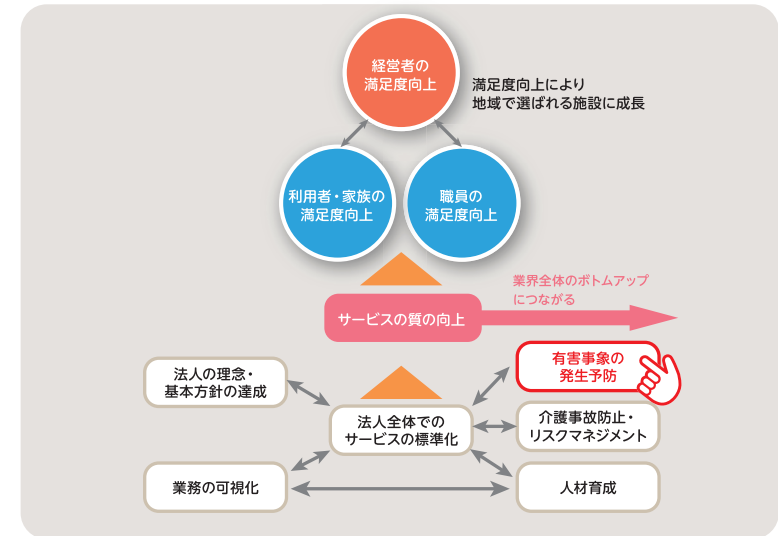 経営者の
満足度向上
満足度向上により
地域で選ばれる施設に成長
利用者・家族の
満足度向上
職員の
満足度向上
業界全体のボトムアップ
につながる
サービスの質の向上
有害事象の
発生予防
法人の理念・
基本方針の達成
法人全体での
サービスの標準化
介護事故防止・
リスクマネジメント
業務の可視化
人材育成